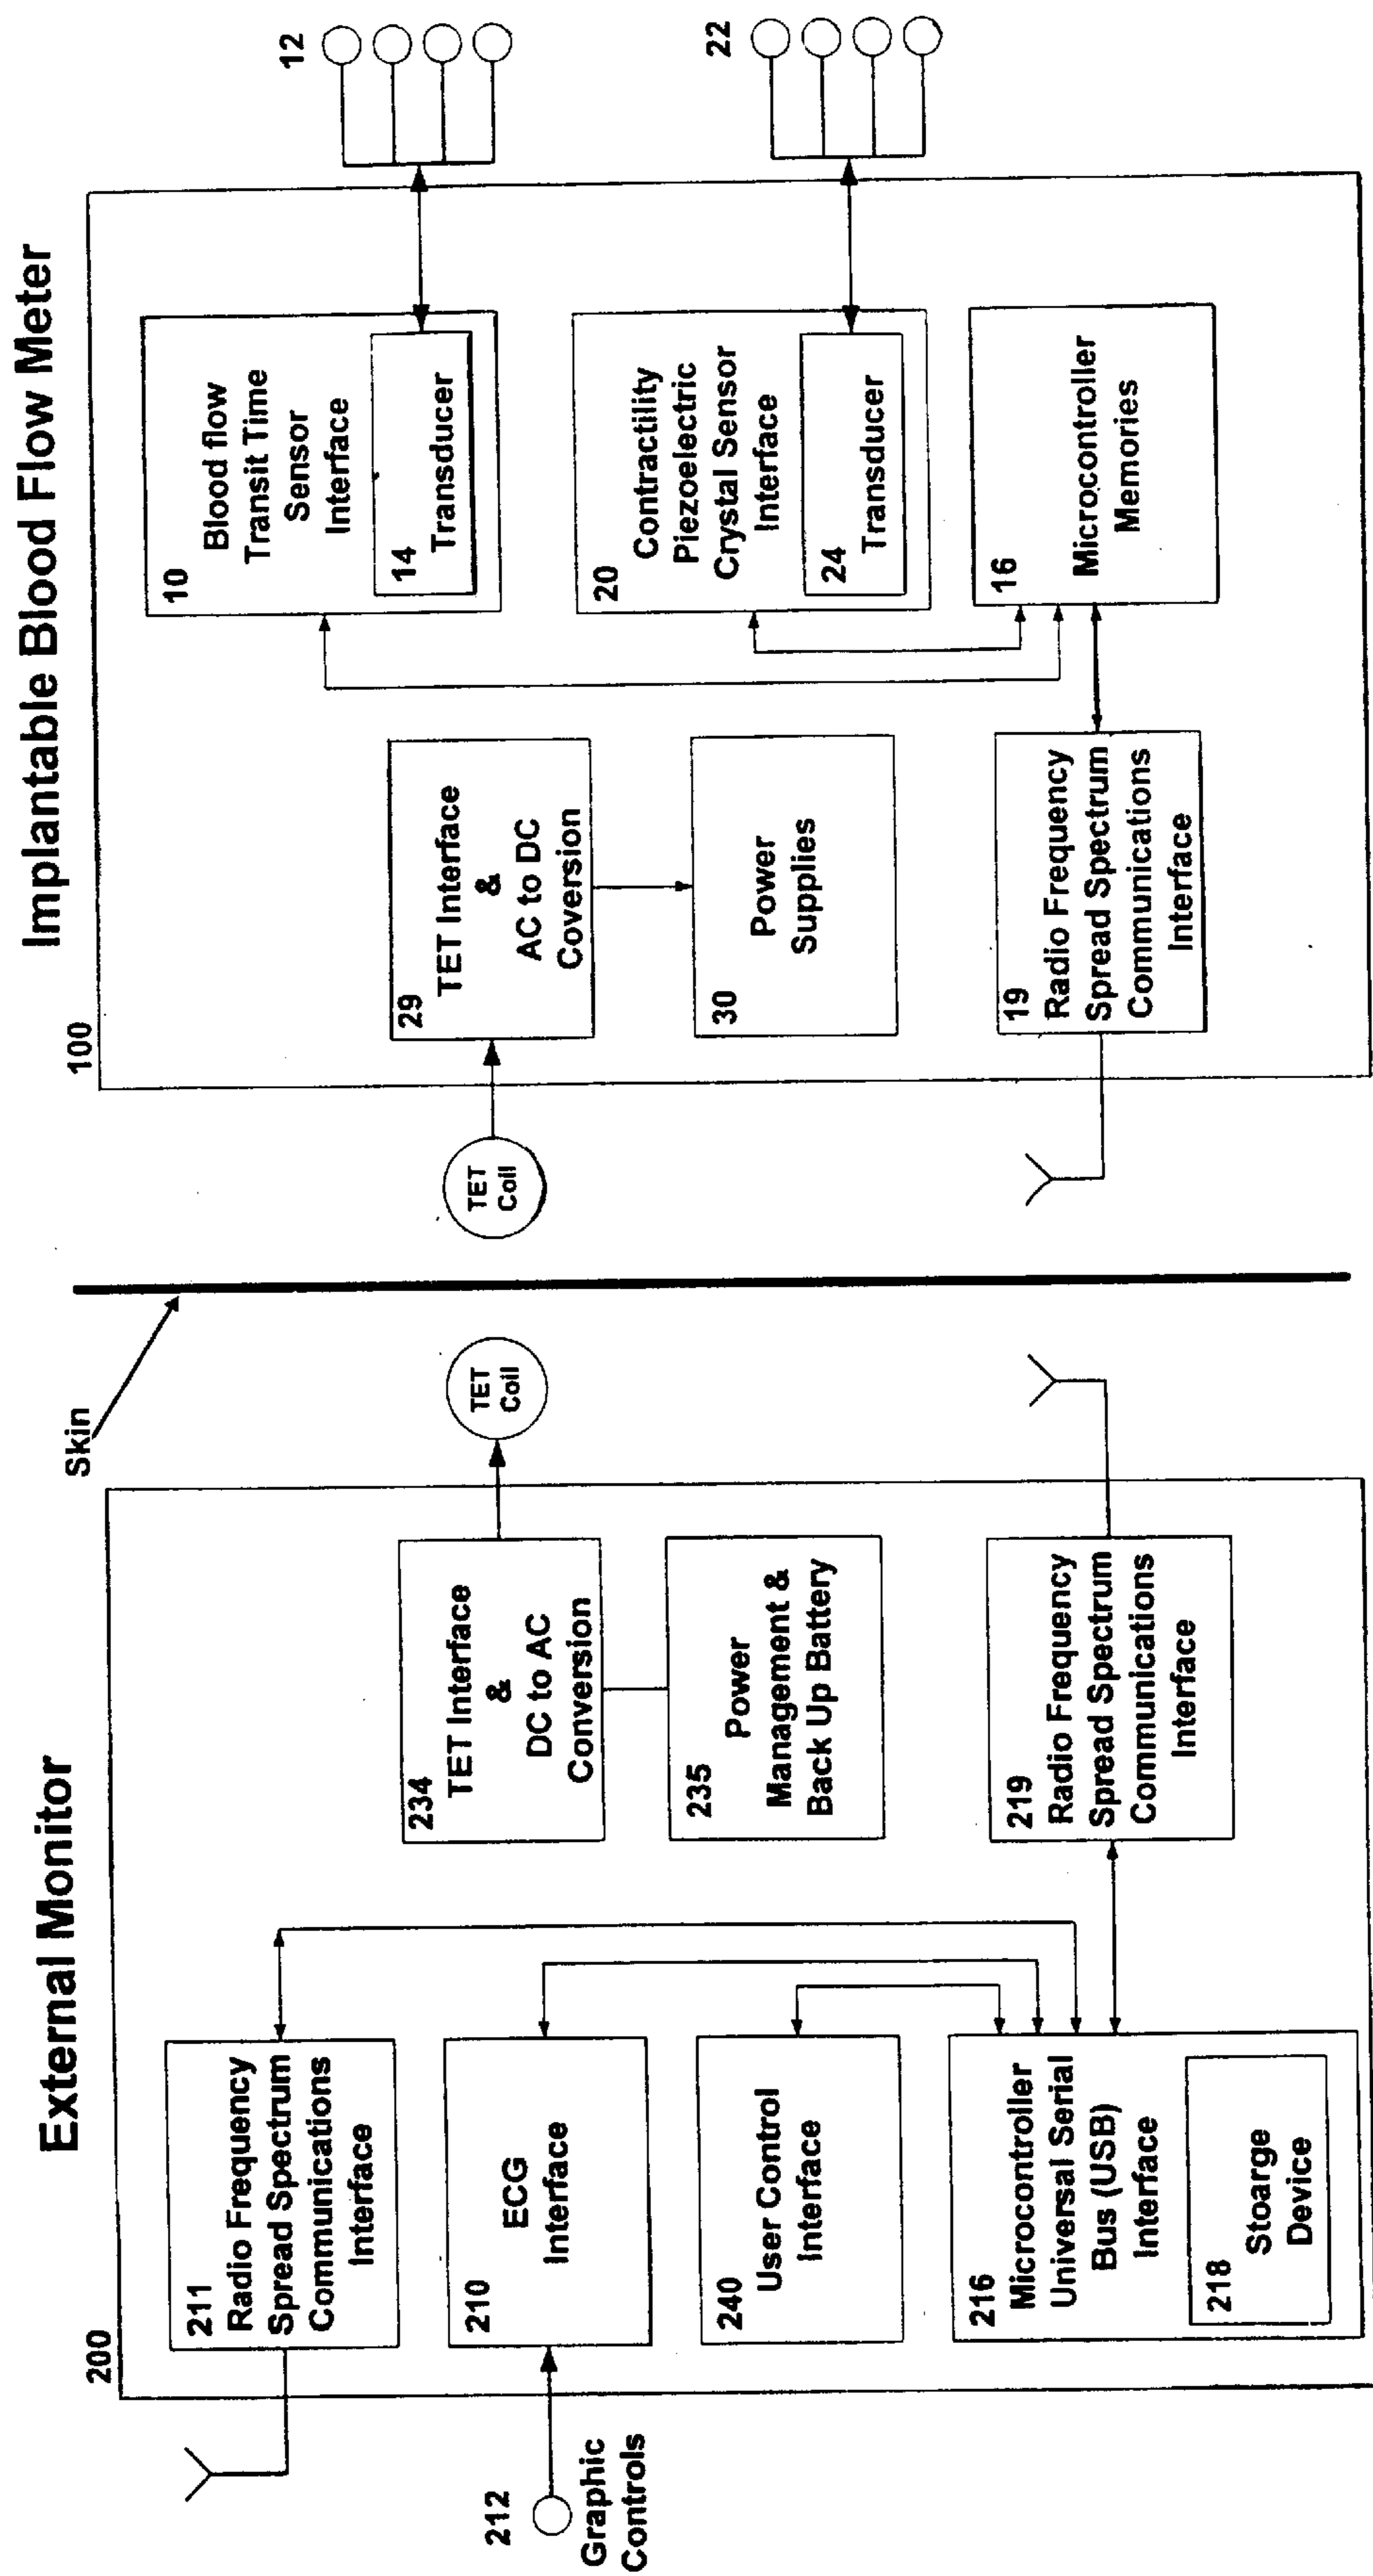 External Monitor
200
211
Radio Frequency
Spread Spectrum
Communications
Interface
212
Graphic
Controls
210
ECG
Interface
240
User Control
Interface
216
Microcontroller
Universal Serial
Bus (USB)
Interface
218
Stoarge
Device
234
TET Interface
&
DC to AC
Conversion
235
Power
Management &
Back Up Battery
219
Radio Frequency
Spread Spectrum
Communications
Interface
TET
Coil
Skin
Implantable Blood Flow Meter
100
TET
Coil
29
TET Interface
&
AC to DC
Coversion
30
Power
Supplies
19
Radio Frequency
Spread Spectrum
Communications
Interface
10
Blood flow
Transit Time
Sensor
Interface
14
Transducer
20
Contractility
Piezoelectric
Crystal Sensor
Interface
24
Transducer
16
Microcontroller
Memories
12
22